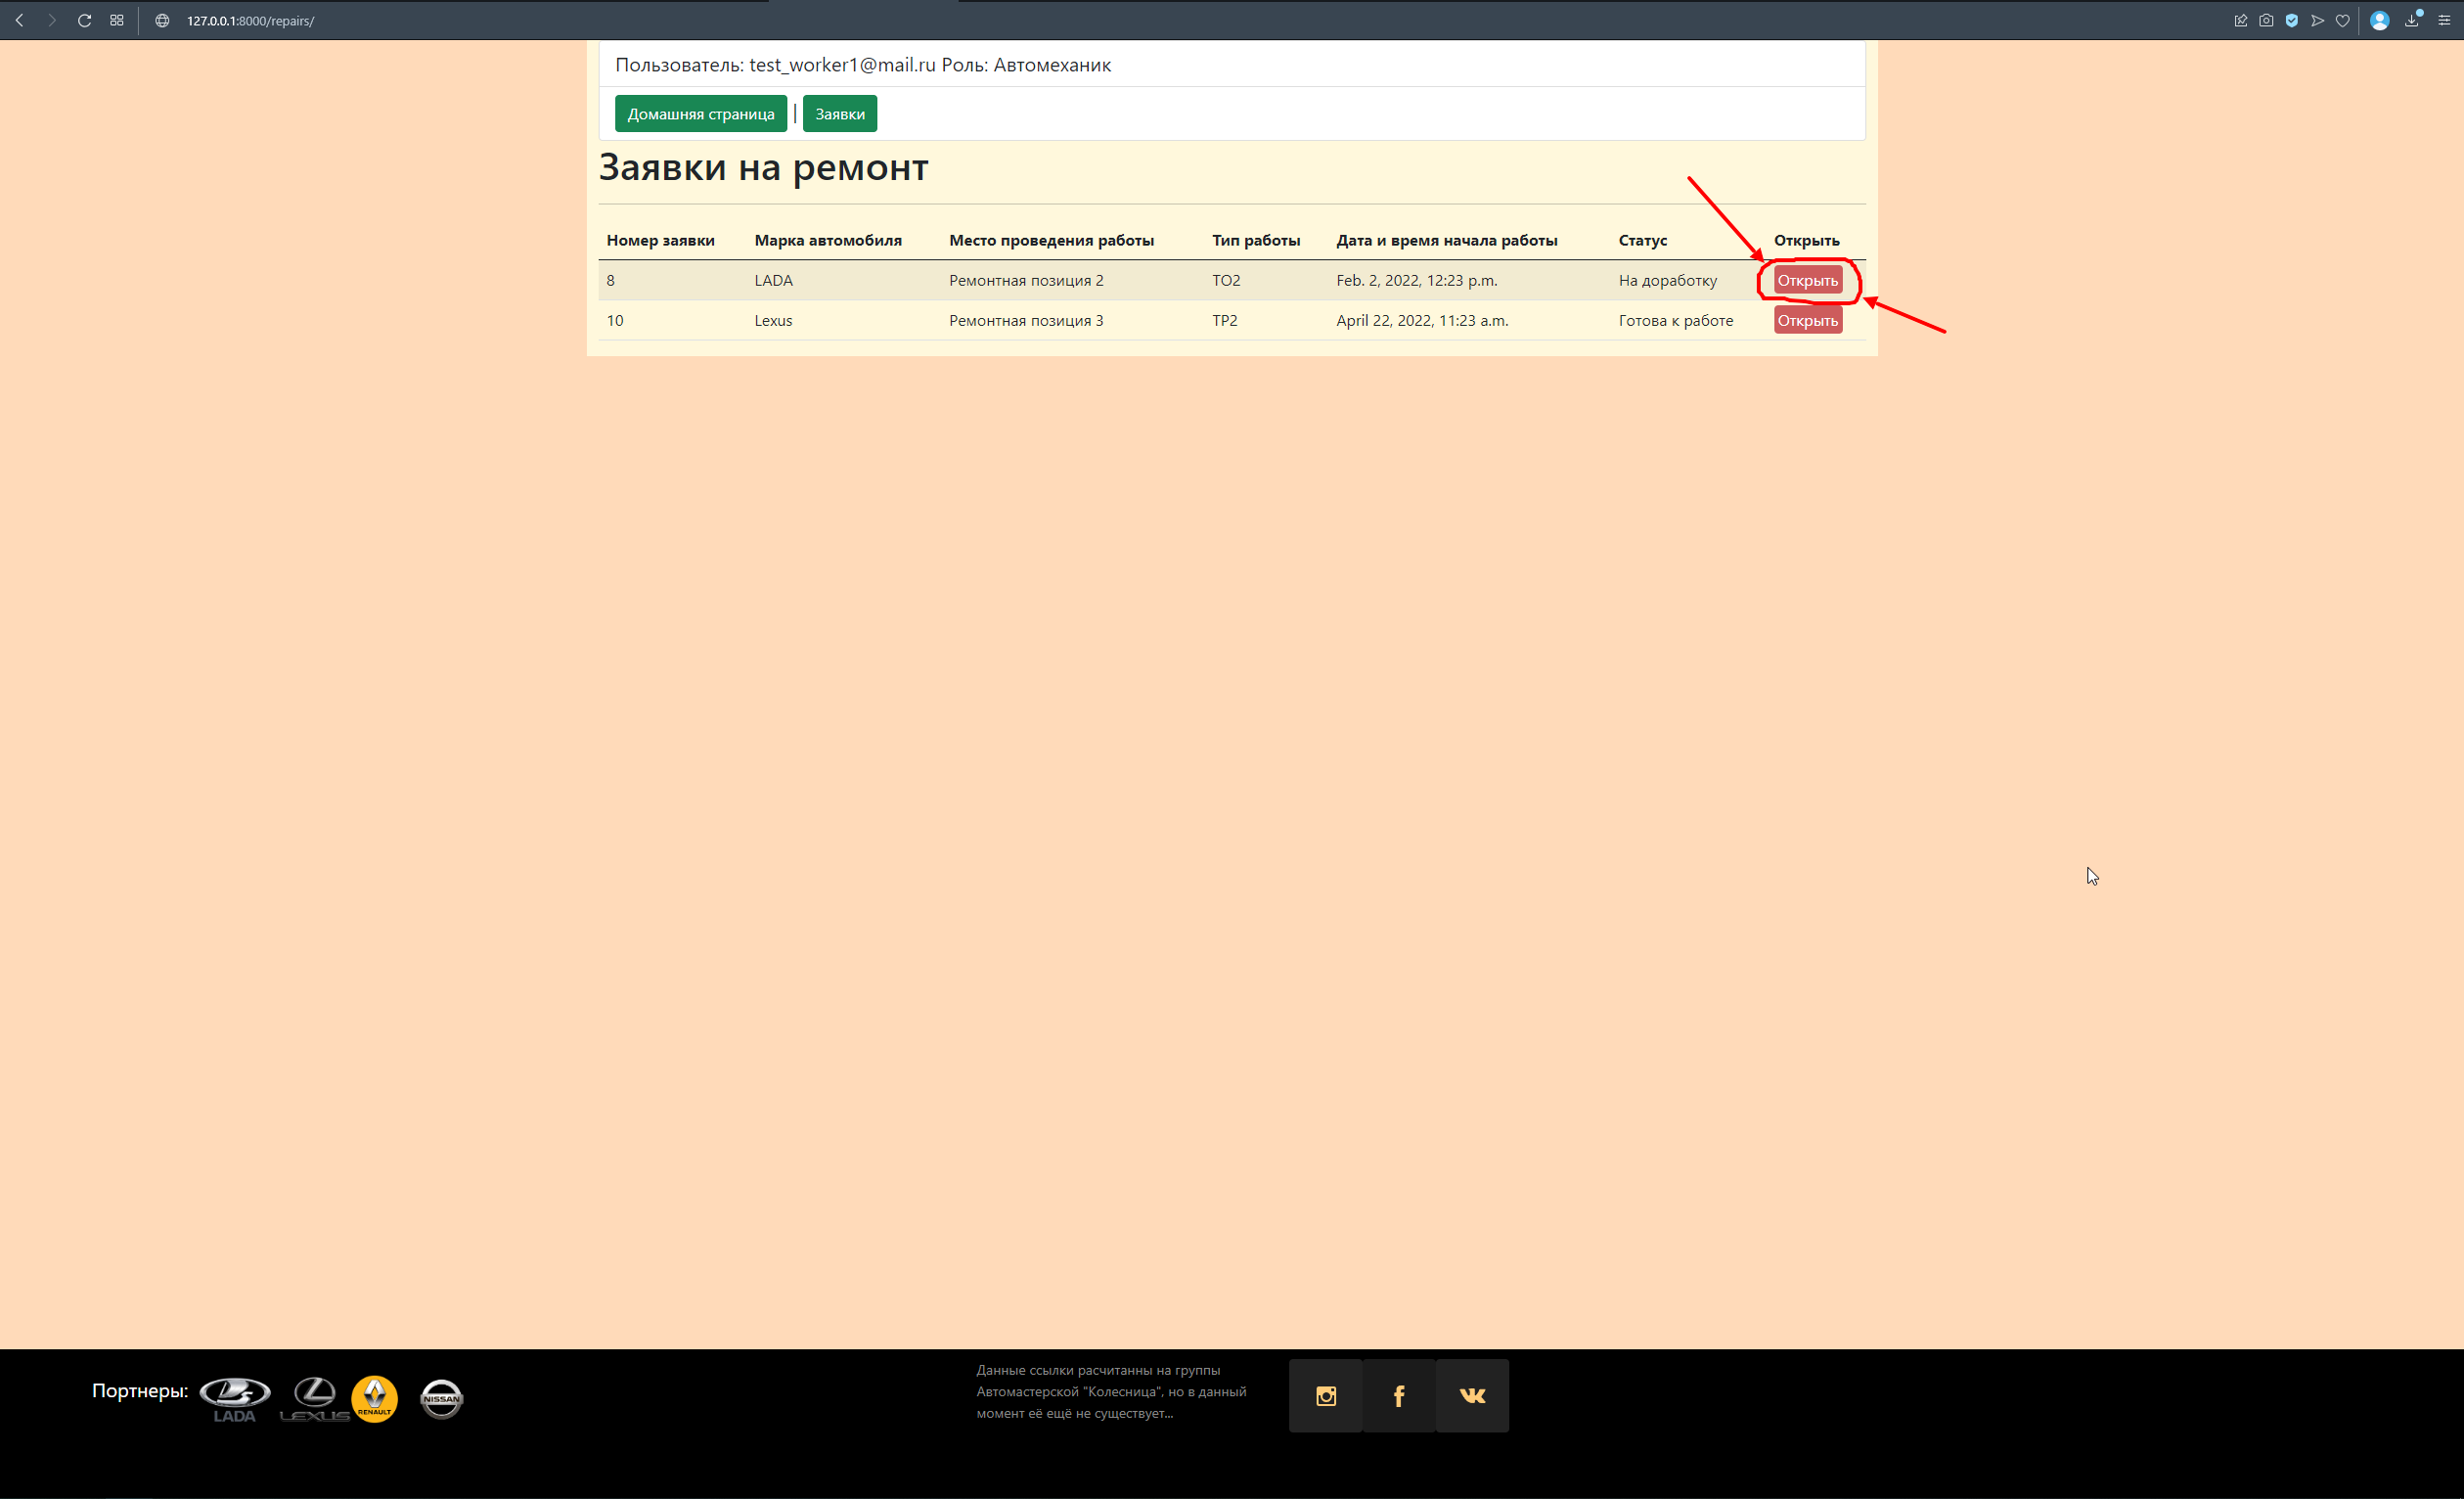 127.0.0.1:8000/repairs/
Пользователь: test_worker1@mail.ru Роль: Автомеханик
Домашняя страница | Заявки
Заявки на ремонт
Номер заявки Марка автомобиля Место проведения работы Тип работы Дата и время начала работы Статус Открыть
8 LADA Ремонтная позиция 2 ТО2 Feb. 2, 2022, 12:23 p.m. На доработку Открыть
10 Lexus Ремонтная позиция 3 ТР2 April 22, 2022, 11:23 a.m. Готова к работе Открыть
Партнеры:
LADA
LEXUS
RENAULT
NISSAN
Данные ссылки расчитанны на группы
Автомастерской "Колесница", но в данный
момент её ещё не существует...